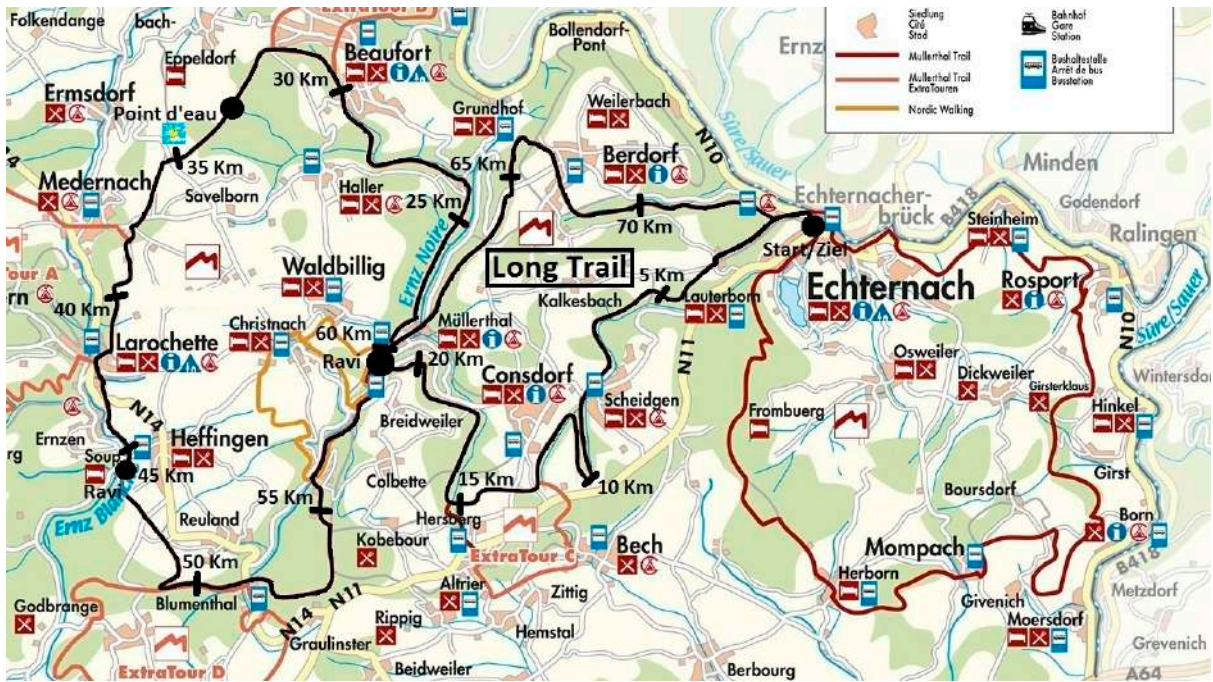 Folkendange
bach-
ExtraTour B
Bollendorf-
Pont
Siedlung
Cité
Stad
Bahnhof
Gare
Station
Mullerthal Trail
Mullerthal Trail
ExtraTouren
Nordic Walking
Bushaltestelle
Arrêt de bus
Busstation
Eppeldorf
30 Km
Beaufort
Ermsdorf
Point d'eau
Grundhof
Weilerbach
N10
Sûre/Sauer
35 Km
Savelborn
65 Km
Berdorf
Minden
Medernach
Haller
25 Km
70 Km
Echternacher-
brück
B418
Steinheim
Godendorf
Ralingen
Start/Ziel
Ernz Noire
Long Trail
Waldbillig
5 Km
Kalkesbach
Lauterborn
Echternach
Rosport
N10
Sûre/Sauer
40 Km
Larochette
Christnach
60 Km
Müllerthal
Ravi
20 Km
Consdorf
N11
Osweiler
Dickweiler
Girsterklaus
N14
Breidweiler
Scheidgen
Frombuerg
Hinkel
Ernzen
Heffingen
Soup
Ravi
45 Km
Colbette
15 Km
10 Km
Girst
55 Km
Boursdorf
Reuland
Hersberg
Kobebour
ExtraTour C
Bech
Mompach
Born
B418
Metzdorf
50 Km
Blumenthal
N14
N11
Altrier
Zittig
Herborn
Givenich
Moersdorf
Godbrange
Graulinster
Rippig
Hemstal
Grevenich
ExtraTour D
Beidweiler
Berbourg
A64